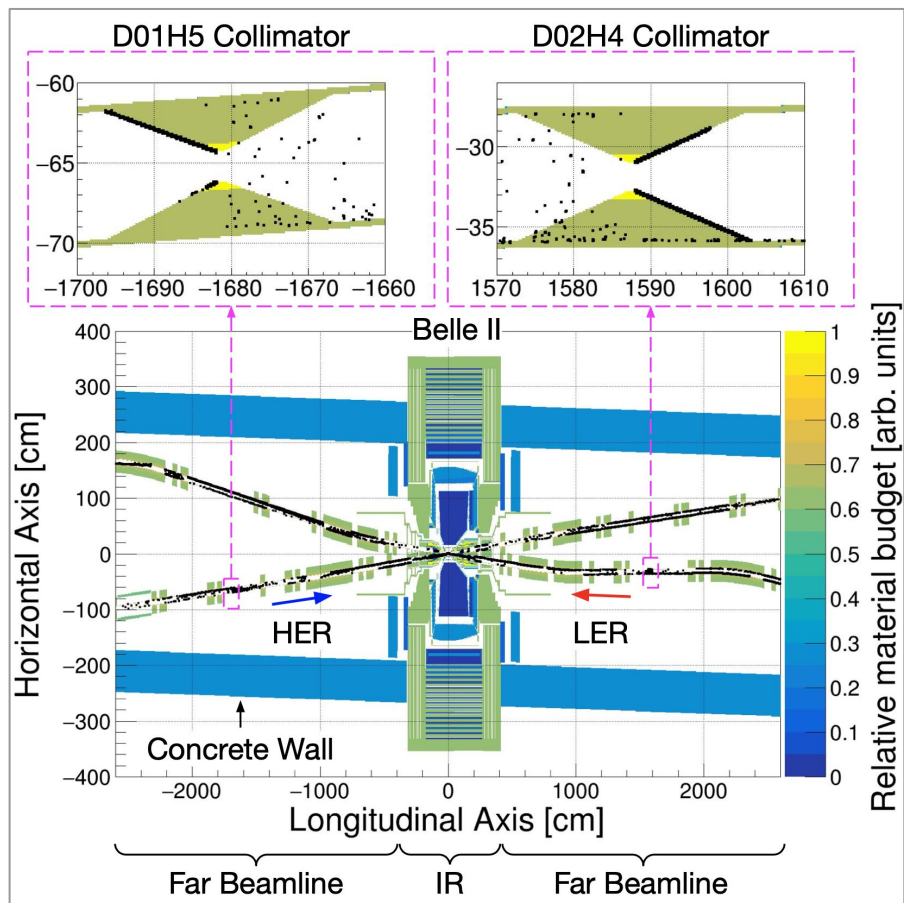 D01H5 Collimator
D02H4 Collimator
−60
−65
−70
−1700 −1690 −1680 −1670 −1660
−30
−35
1570 1580 1590 1600 1610
Belle II
400
300
200
100
0
−100
−200
−300
−400
Horizontal Axis [cm]
HER
LER
Concrete Wall
−2000 −1000 0 1000 2000
Longitudinal Axis [cm]
1
0.9
0.8
0.7
0.6
0.5
0.4
0.3
0.2
0.1
0
Relative material budget [arb. units]
Far Beamline
IR
Far Beamline